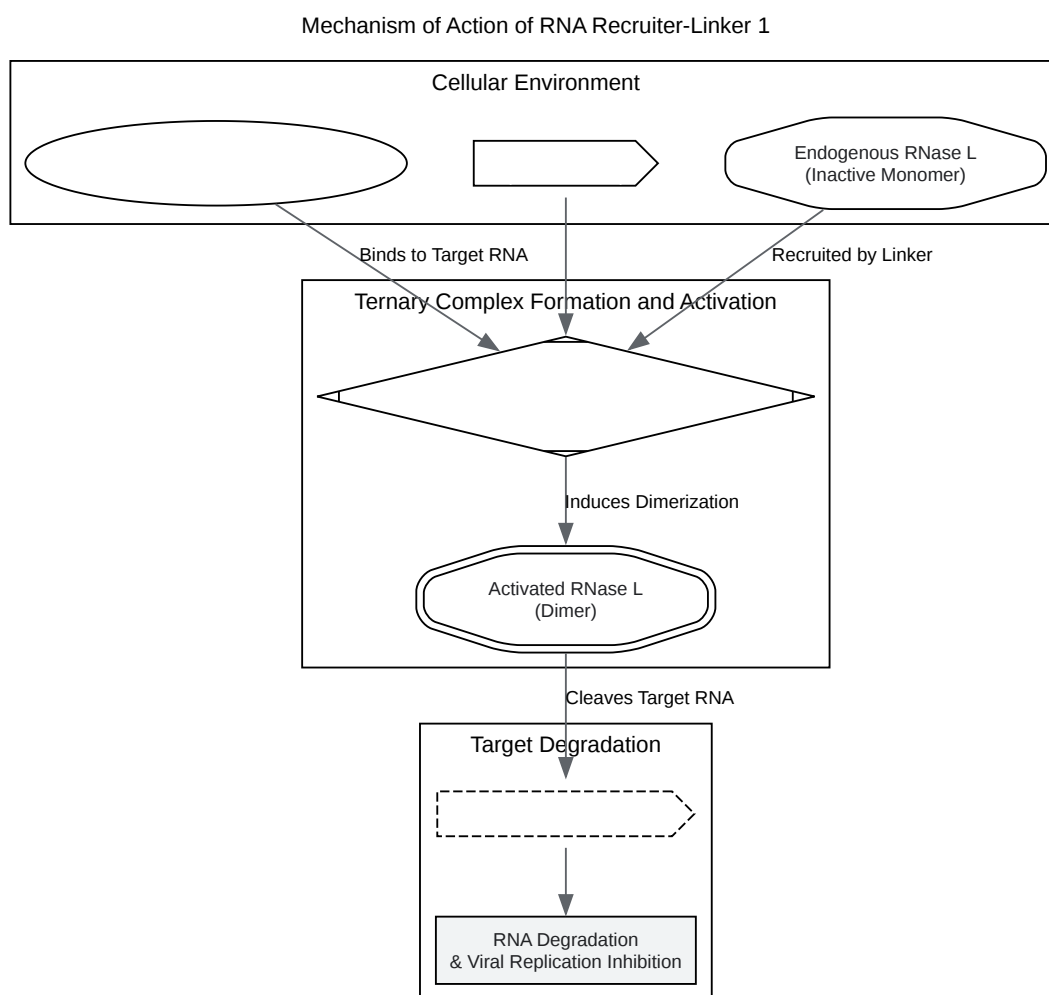 Mechanism of Action of RNA Recruiter-Linker 1
Cellular Environment
Endogenous RNase L
(Inactive Monomer)
Binds to Target RNA
Recruited by Linker
Ternary Complex Formation and Activation
Induces Dimerization
Activated RNase L
(Dimer)
Cleaves Target RNA
Target Degradation
RNA Degradation
& Viral Replication Inhibition